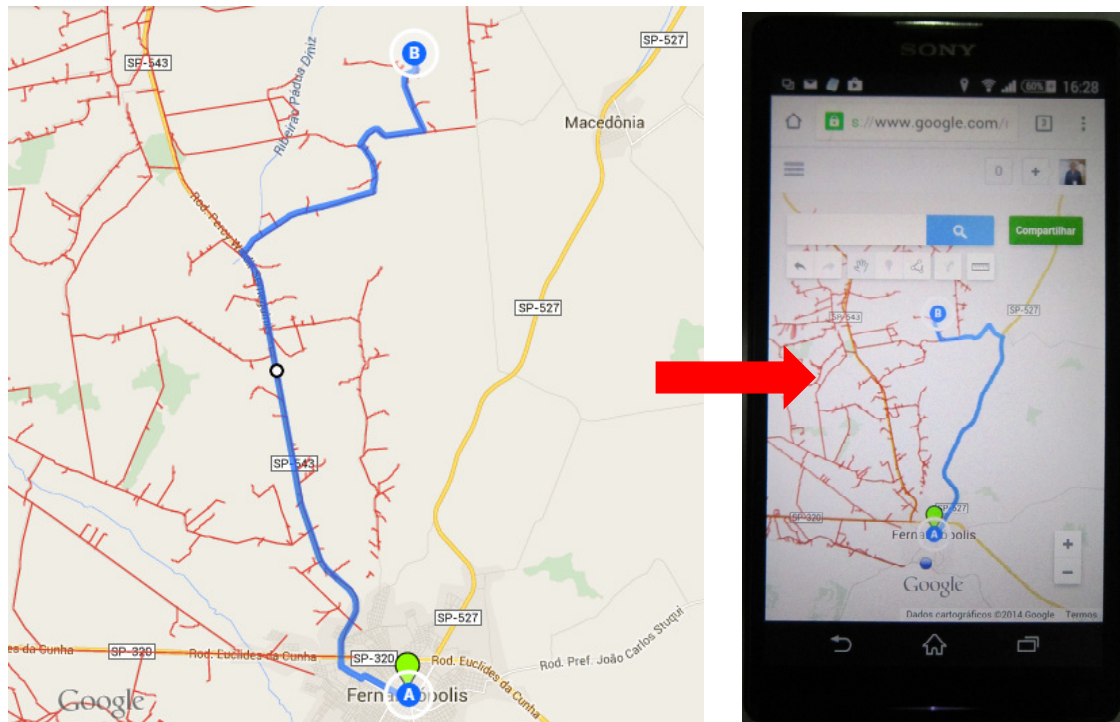 SP-543
B
SP-527
Ribeirão Pádua Diniz
Macedônia
Rod. Percy
SP-527
SP-543
SP-527
es da Cunha
SP-320
Rod. Euclides da Cunha
SP-320
Rod. Euclides da Cunha
Rod. Pref. João Carlos Stuqui
A
Google
SONY
60%
16:28
s://www.google.com/
0
+
Compartilhar
B
SP-543
SP-527
SP-527
SP-320
A
+
−
Google
Dados cartográficos ©2014 Google
Termos